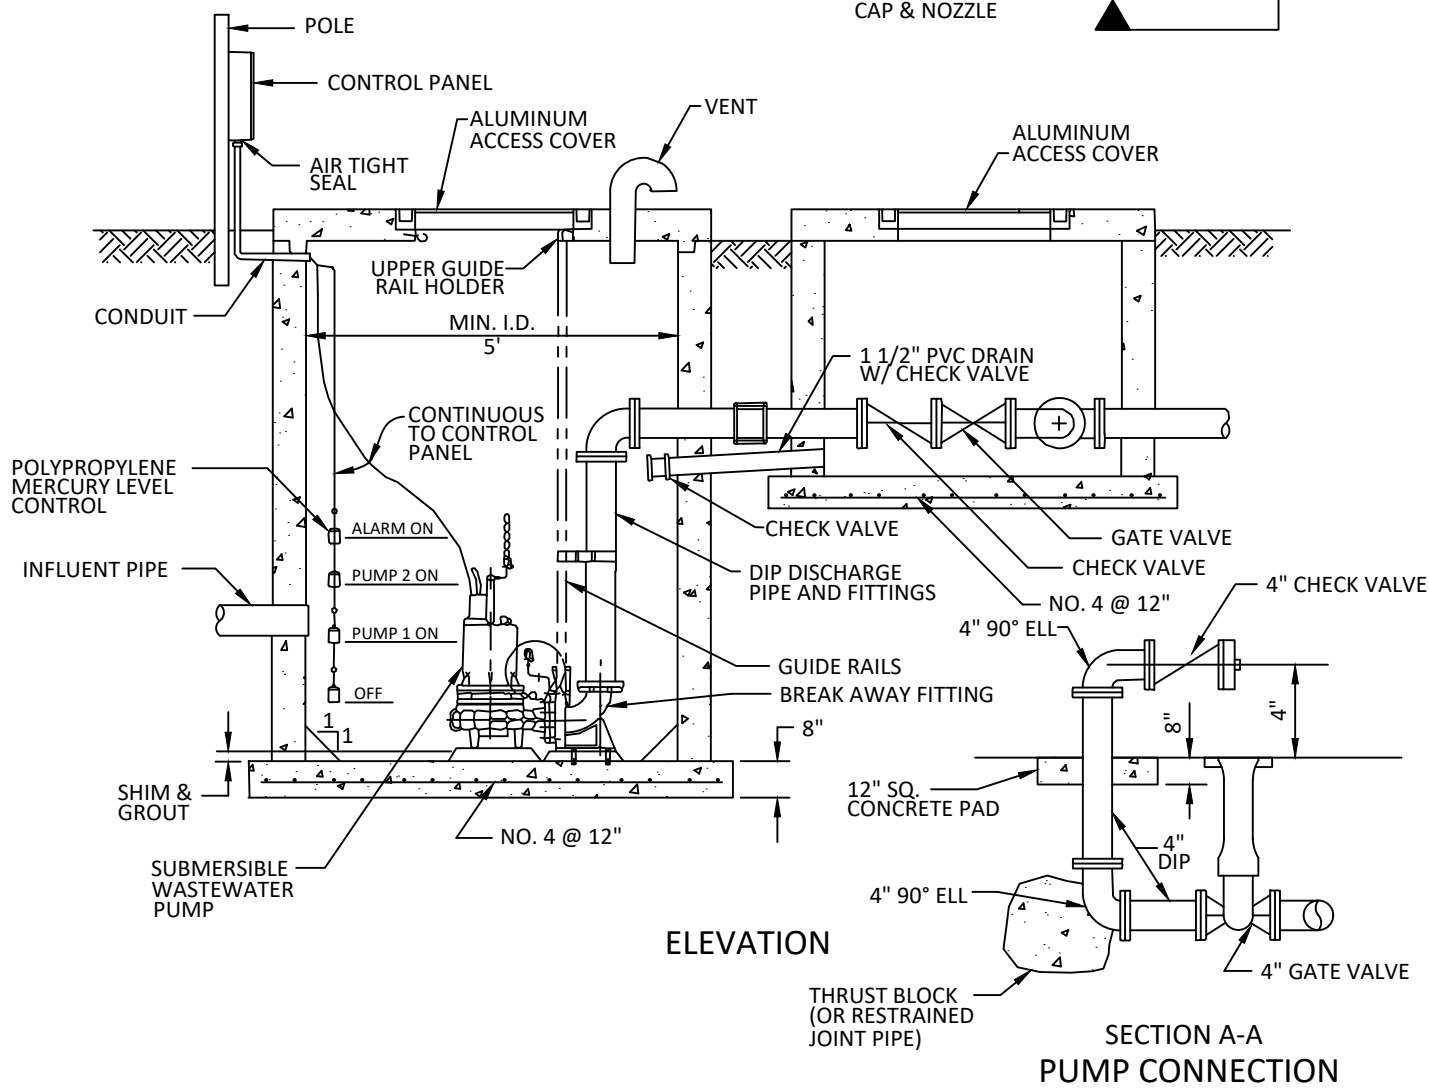 CAP & NOZZLE
POLE
CONTROL PANEL
AIR TIGHT
SEAL
ALUMINUM
ACCESS COVER
VENT
ALUMINUM
ACCESS COVER
UPPER GUIDE
RAIL HOLDER
CONDUIT
MIN. I.D.
5'
1 1/2" PVC DRAIN
W/ CHECK VALVE
CONTINUOUS
TO CONTROL
PANEL
POLYPROPYLENE
MERCURY LEVEL
CONTROL
ALARM ON
CHECK VALVE
GATE VALVE
INFLUENT PIPE
PUMP 2 ON
DIP DISCHARGE
PIPE AND FITTINGS
CHECK VALVE
4" CHECK VALVE
NO. 4 @ 12"
PUMP 1 ON
4" 90° ELL
GUIDE RAILS
OFF
BREAK AWAY FITTING
1
1
8"
8"
4"
SHIM &
GROUT
12" SQ.
CONCRETE PAD
NO. 4 @ 12"
4"
DIP
SUBMERSIBLE
WASTEWATER
PUMP
4" 90° ELL
ELEVATION
4" GATE VALVE
THRUST BLOCK
(OR RESTRAINED
JOINT PIPE)
SECTION A-A
PUMP CONNECTION